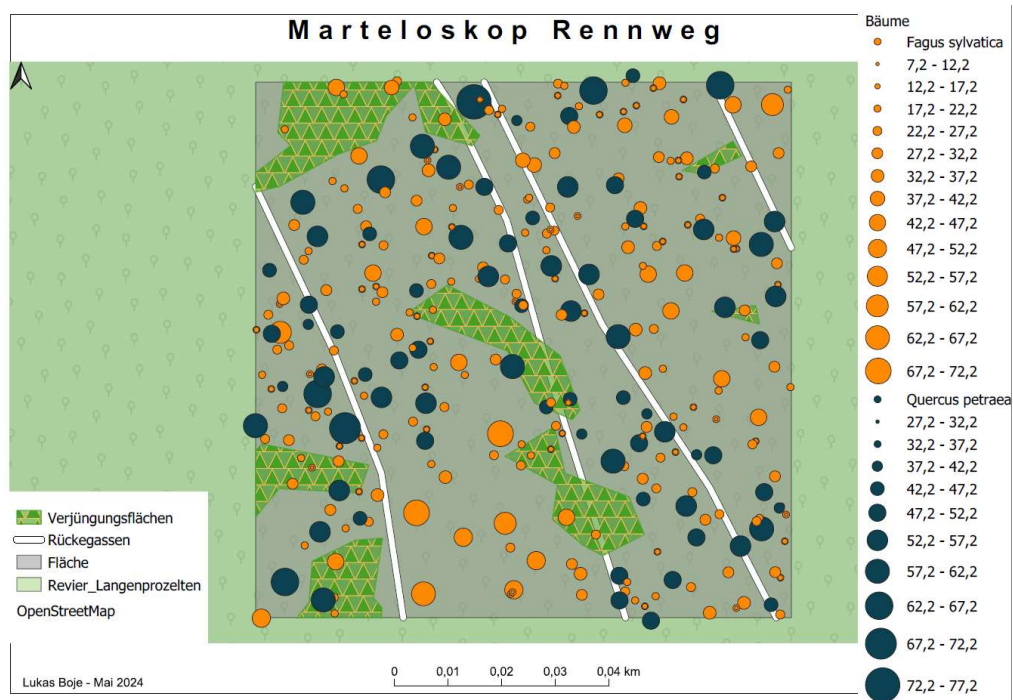 Marteloskop Rennweg
Bäume
Fagus sylvatica
7,2 - 12,2
12,2 - 17,2
17,2 - 22,2
22,2 - 27,2
27,2 - 32,2
32,2 - 37,2
37,2 - 42,2
42,2 - 47,2
47,2 - 52,2
52,2 - 57,2
57,2 - 62,2
62,2 - 67,2
67,2 - 72,2
Quercus petraea
27,2 - 32,2
32,2 - 37,2
37,2 - 42,2
42,2 - 47,2
47,2 - 52,2
52,2 - 57,2
57,2 - 62,2
62,2 - 67,2
67,2 - 72,2
72,2 - 77,2
Verjüngungsflächen
Rückegassen
Fläche
Revier_Langenprozelten
OpenStreetMap
0 0,01 0,02 0,03 0,04 km
Lukas Boje - Mai 2024